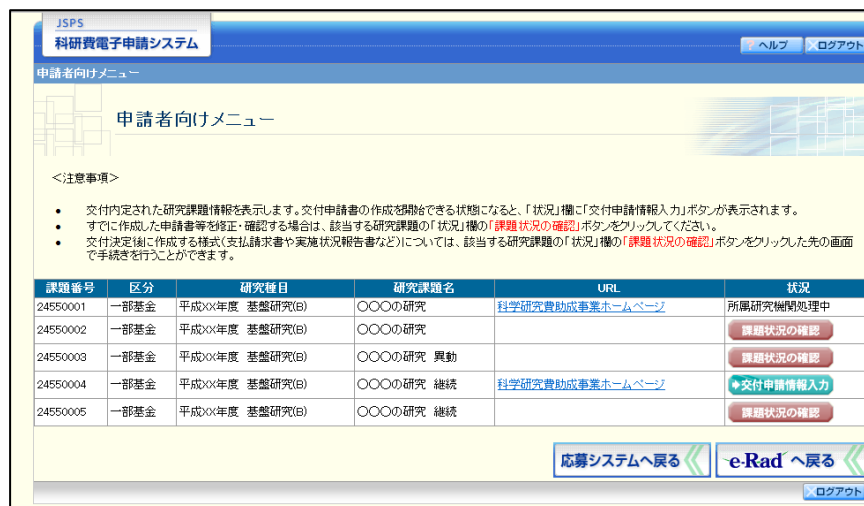 JSPS
科研費電子申請システム
? ヘルプ
ログアウト
申請者向けメニュー
申請者向けメニュー
<注意事項>
• 交付内定された研究課題情報を表示します。交付申請書の作成を開始できる状態になると、「状況」欄に「交付申請情報入力」ボタンが表示されます。
• すでに作成した申請書等を修正・確認する場合は、該当する研究課題の「状況」欄の「課題状況の確認」ボタンをクリックしてください。
• 交付決定後に作成する様式(支払請求書や実施状況報告書など)については、該当する研究課題の「状況」欄の「課題状況の確認」ボタンをクリックした先の画面
で手続きを行うことができます。
課題番号 区分 研究種目 研究課題名 URL 状況
24550001 一部基金 平成××年度 基盤研究(B) 〇〇〇の研究 科学研究費助成事業ホームページ 所属研究機関処理中
24550002 一部基金 平成××年度 基盤研究(B) 〇〇〇の研究 課題状況の確認
24550003 一部基金 平成××年度 基盤研究(B) 〇〇〇の研究 異動 課題状況の確認
24550004 一部基金 平成××年度 基盤研究(B) 〇〇〇の研究 継続 科学研究費助成事業ホームページ 交付申請情報入力
24550005 一部基金 平成××年度 基盤研究(B) 〇〇〇の研究 継続 課題状況の確認
応募システムへ戻る
e-Rad へ戻る
ログアウト